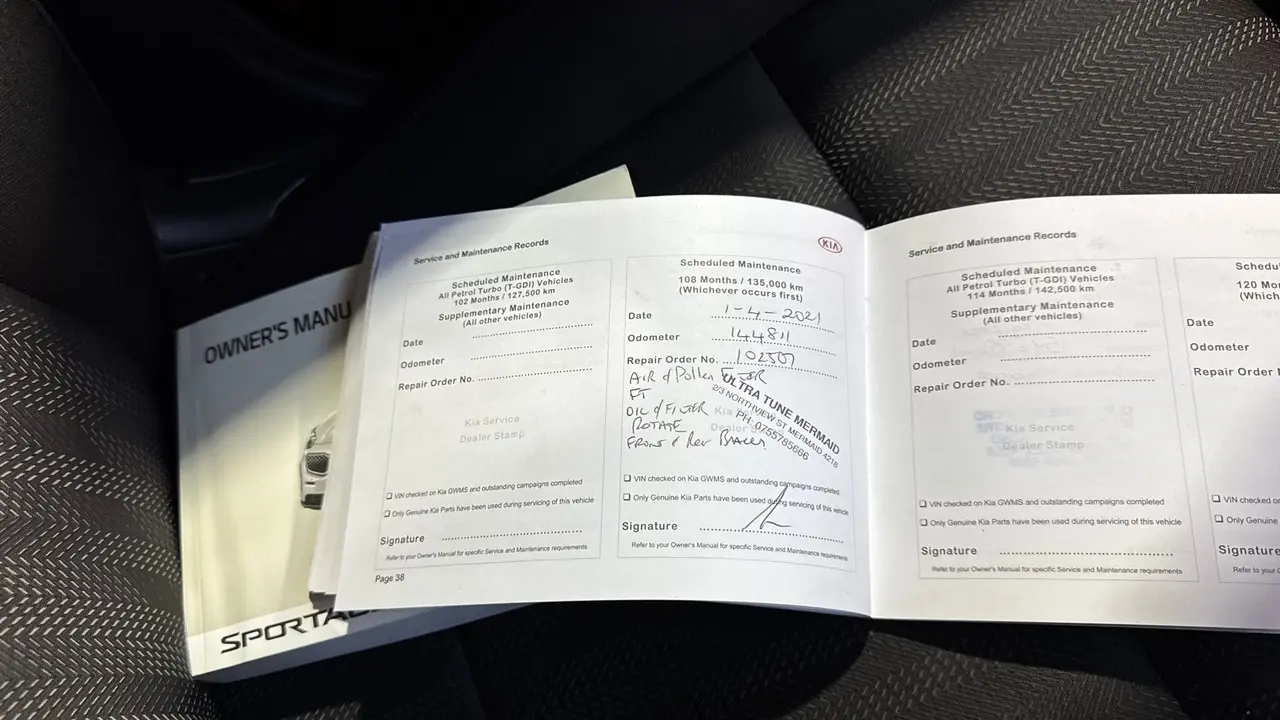 OWNER'S MANU
SPORTA
Service and Maintenance Records
KIA
Scheduled Maintenance
All Petrol Turbo (T-GDI) Vehicles
102 Months / 127,500 km
Supplementary Maintenance
(All other vehicles)
Date
Odometer
Repair Order No.
Kia Service
Dealer Stamp
VIN checked on Kia GWMS and outstanding campaigns completed
Only Genuine Kia Parts have been used during servicing of this vehicle
Signature
Refer to your Owner's Manual for specific Service and Maintenance requirements
Page 38
Scheduled Maintenance
108 Months / 135,000 km
(Whichever occurs first)
Date 1-4-2021
Odometer 144811
Repair Order No. 102507
AIR & Pollen FILTER
FT
OIL & FILTER
ROTATE
FRONT & Rear
ULTRA TUNE MERMAID
2/3 NORTHVIEW ST MERMAID 4218
PH: 0755785666
Kia
Dealer
VIN checked on Kia GWMS and outstanding campaigns completed
Only Genuine Kia Parts have been used during servicing of this vehicle
Signature
Refer to your Owner's Manual for specific Service and Maintenance requirements
Service and Maintenance Records
Scheduled Maintenance
All Petrol Turbo (T-GDI) Vehicles
114 Months / 142,500 km
Supplementary Maintenance
(All other vehicles)
Date
Odometer
Repair Order No.
Kia Service
Dealer Stamp
VIN checked on Kia GWMS and outstanding campaigns completed
Only Genuine Kia Parts have been used during servicing of this vehicle
Signature
Refer to your Owner's Manual for specific Service and Maintenance requirements
Schedu
120 Mo
(Which
Date
Odometer
Repair Order
VIN checked o
Only Genuine
Signature
Refer to yo